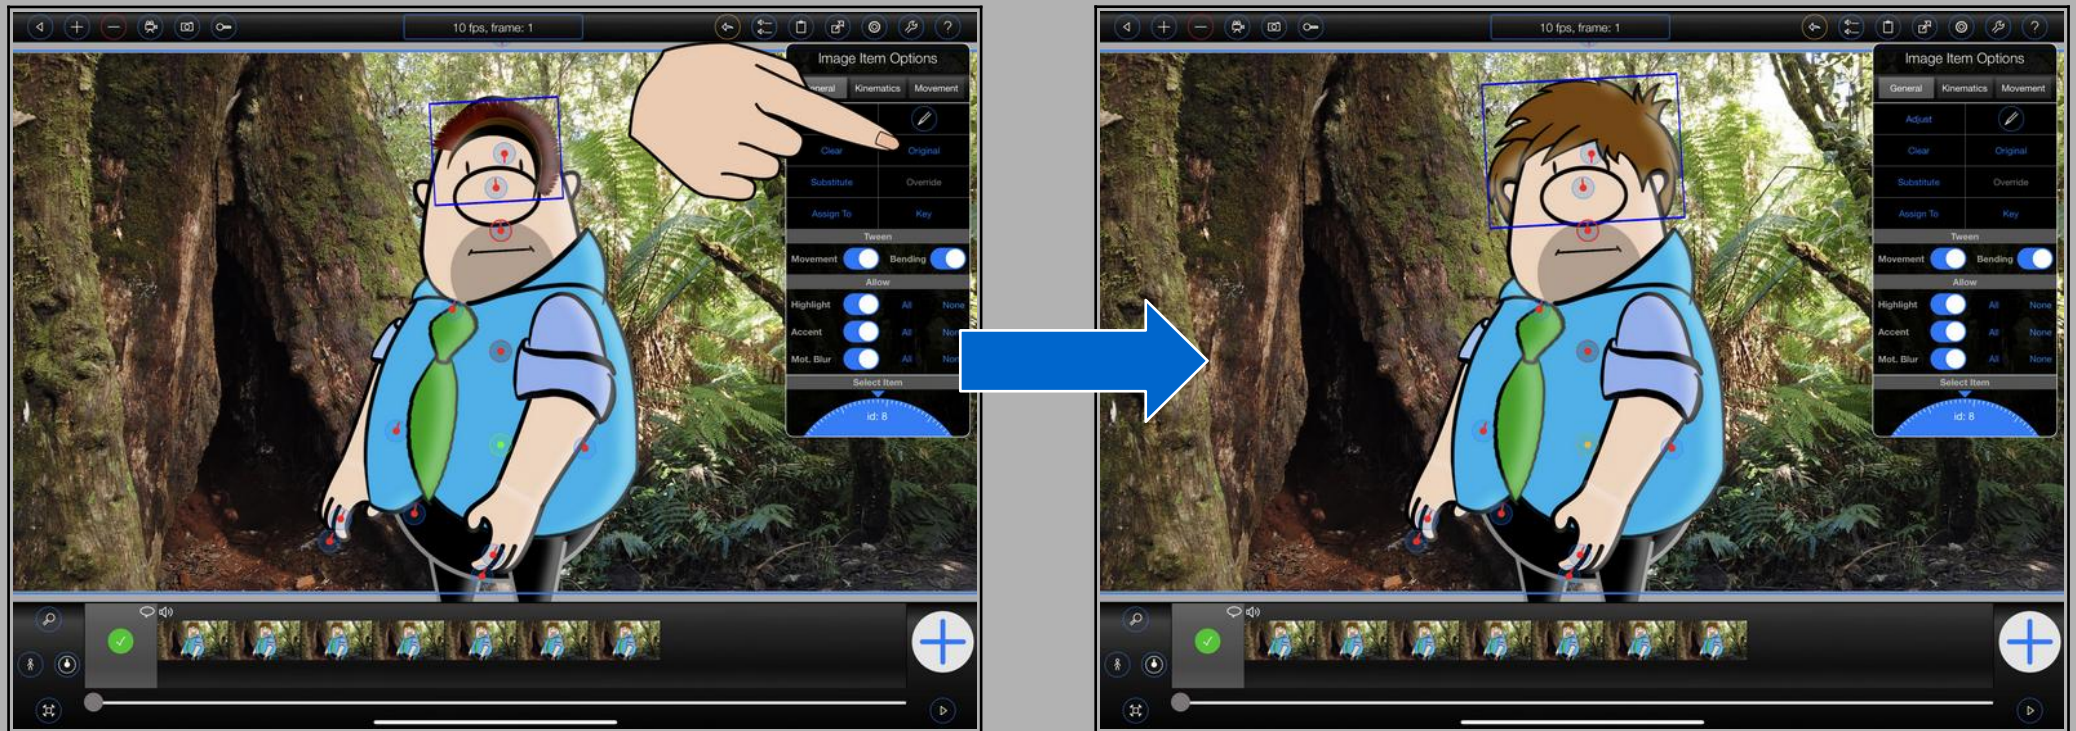 10 fps, frame: 1
Image Item Options
neral Kinematics Movement
Clear Original
Substitute Override
Assign To Key
Tween
Movement Bending
Allow
Highlight All None
Accent All Non
Mot. Blur All Non
Select Item
id: 8
10 fps, frame: 1
Image Item Options
General Kinematics Movement
Adjust
Clear Original
Substitute Override
Assign To Key
Tween
Movement Bending
Allow
Highlight All None
Accent All None
Mot. Blur All None
Select Item
id: 8